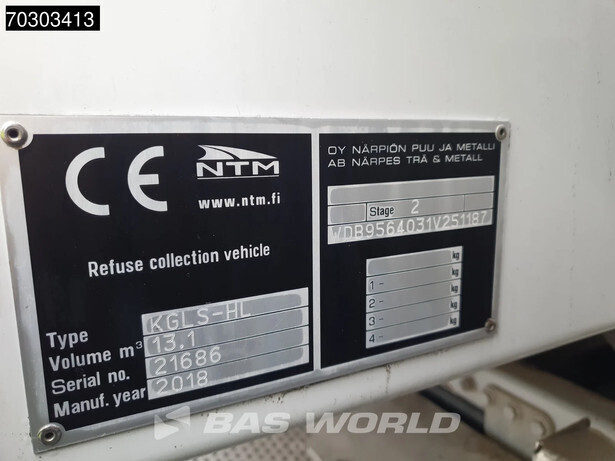 70303413
CE NTM
www.ntm.fi
Refuse collection vehicle
Type KGLS-HL
Volume m³ 13.1
Serial no. 21686
Manuf. year 2018
OY NÄRPIÖN PUU JA METALLI
AB NÄRPES TRÄ & METALL
Stage 2
WDB9564031V251187
kg
1 - kg
2 - kg
3 - kg
4 - kg
BAS WORLD